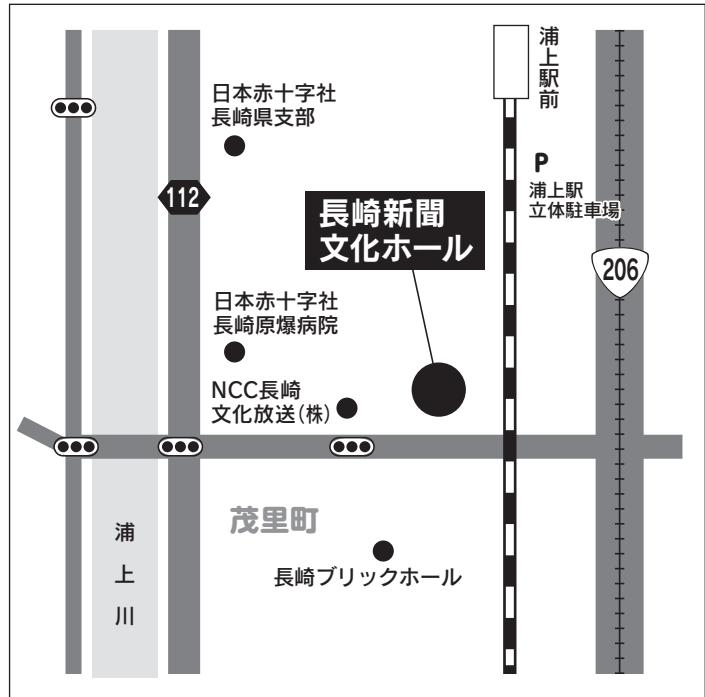 浦上駅前
日本赤十字社
長崎県支部
P
浦上駅
立体駐車場
112
長崎新聞
文化ホール
206
日本赤十字社
長崎原爆病院
NCC長崎
文化放送(株)
茂里町
浦上川
長崎ブリックホール